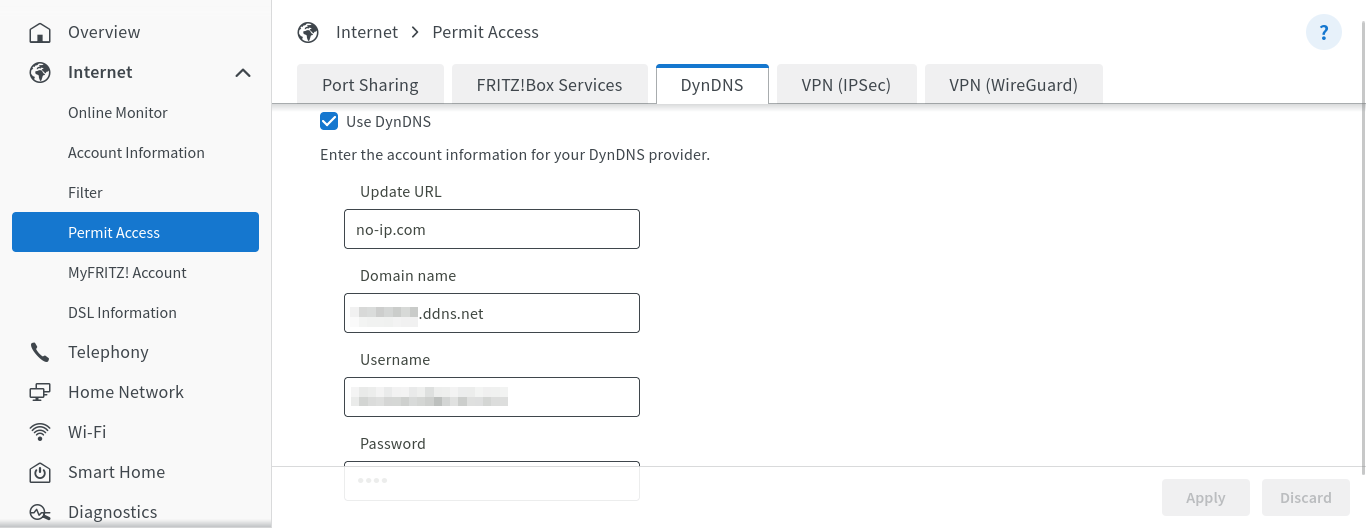 Overview
Internet
Online Monitor
Account Information
Filter
Permit Access
MyFRITZ! Account
DSL Information
Telephony
Home Network
Wi-Fi
Smart Home
Diagnostics
Internet > Permit Access
?
Port Sharing
FRITZ!Box Services
DynDNS
VPN (IPSec)
VPN (WireGuard)
Use DynDNS
Enter the account information for your DynDNS provider.
Update URL
no-ip.com
Domain name
.ddns.net
Username
Password
Apply
Discard